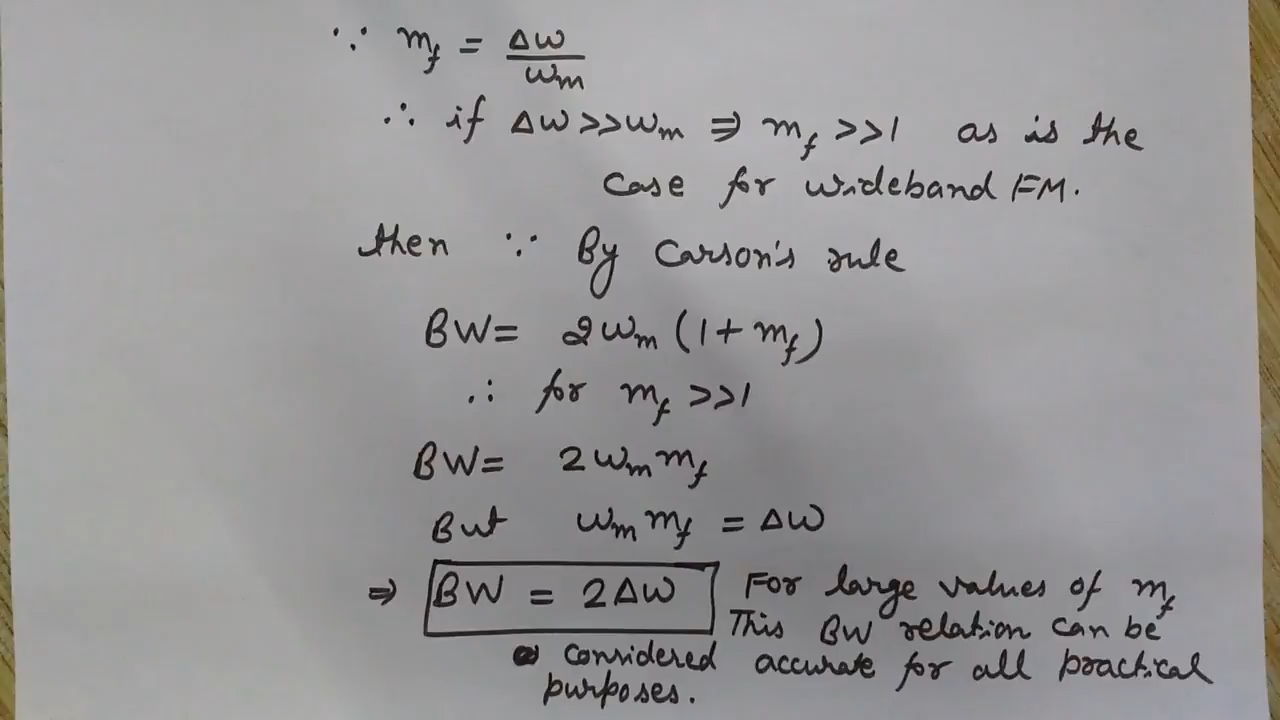 ∵ m_f = Δω/ω_m
∴ if Δω>>ω_m ⇒ m_f >>1 as is the
case for wideband FM.
then ∵ By Carson's rule
BW= 2ω_m (1+ m_f)
∴ for m_f >>1
BW= 2ω_m m_f
But ω_m m_f = Δω
⇒ BW = 2Δω For large values of m_f
This BW relation can be
considered accurate for all practical
purposes.